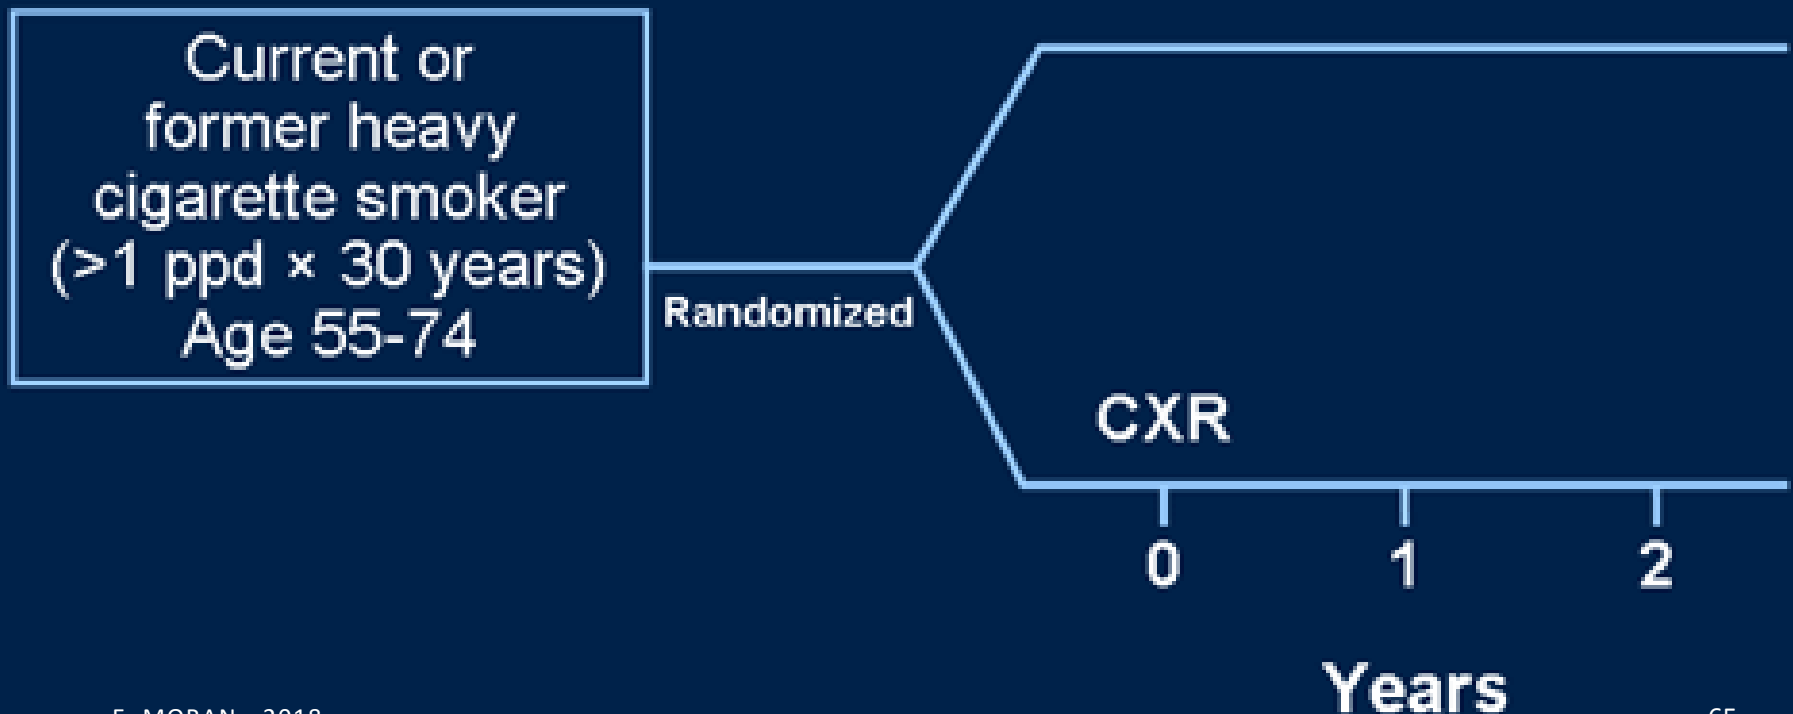 Current or
former heavy
cigarette smoker
(>1 ppd × 30 years)
Age 55-74
Randomized
CXR
0 1 2
Years
2018